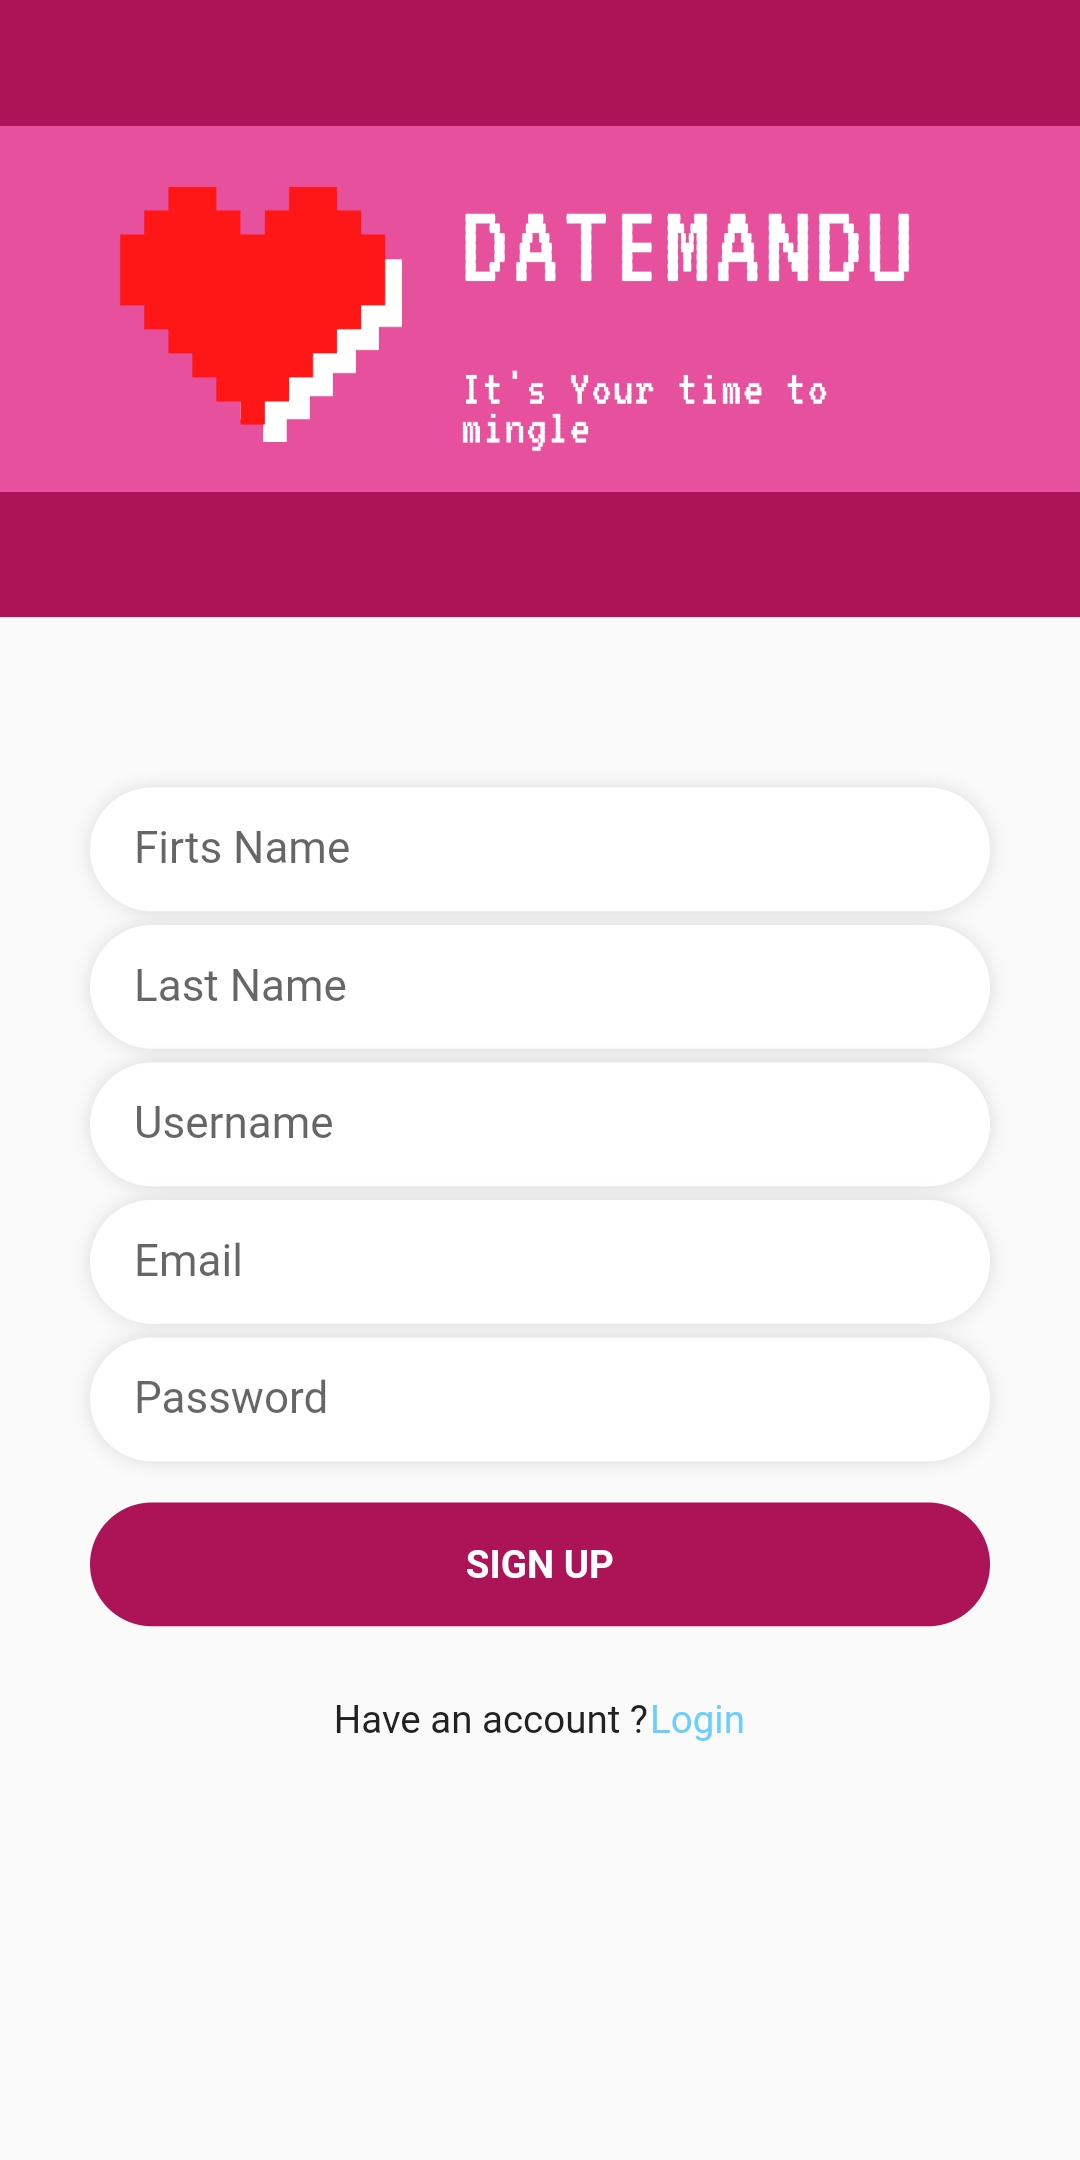 DATEMANDU
It's Your time to
mingle
Firts Name
Last Name
Username
Email
Password
SIGN UP
Have an account ?Login